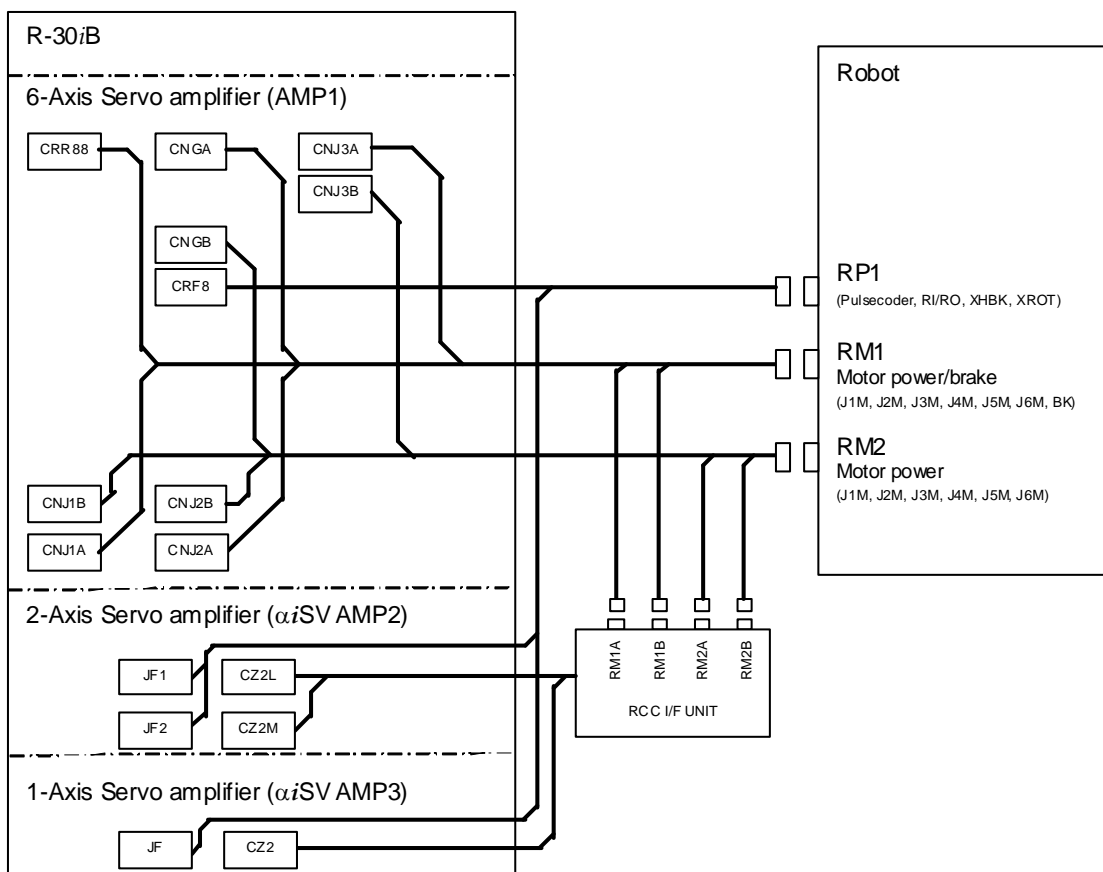 R-30iB
6-Axis Servo amplifier (AMP1)
CRR88
CNGA
CNJ3A
CNJ3B
CNGB
CRF8
CNJ1B
CNJ2B
CNJ1A
CNJ2A
2-Axis Servo amplifier (αiSV AMP2)
JF1
CZ2L
JF2
CZ2M
1-Axis Servo amplifier (αiSV AMP3)
JF
CZ2
RM1A
RM1B
RM2A
RM2B
RCC I/F UNIT
Robot
RP1
(Pulsecoder, RI/RO, XHBK, XROT)
RM1
Motor power/brake
(J1M, J2M, J3M, J4M, J5M, J6M, BK)
RM2
Motor power
(J1M, J2M, J3M, J4M, J5M, J6M)